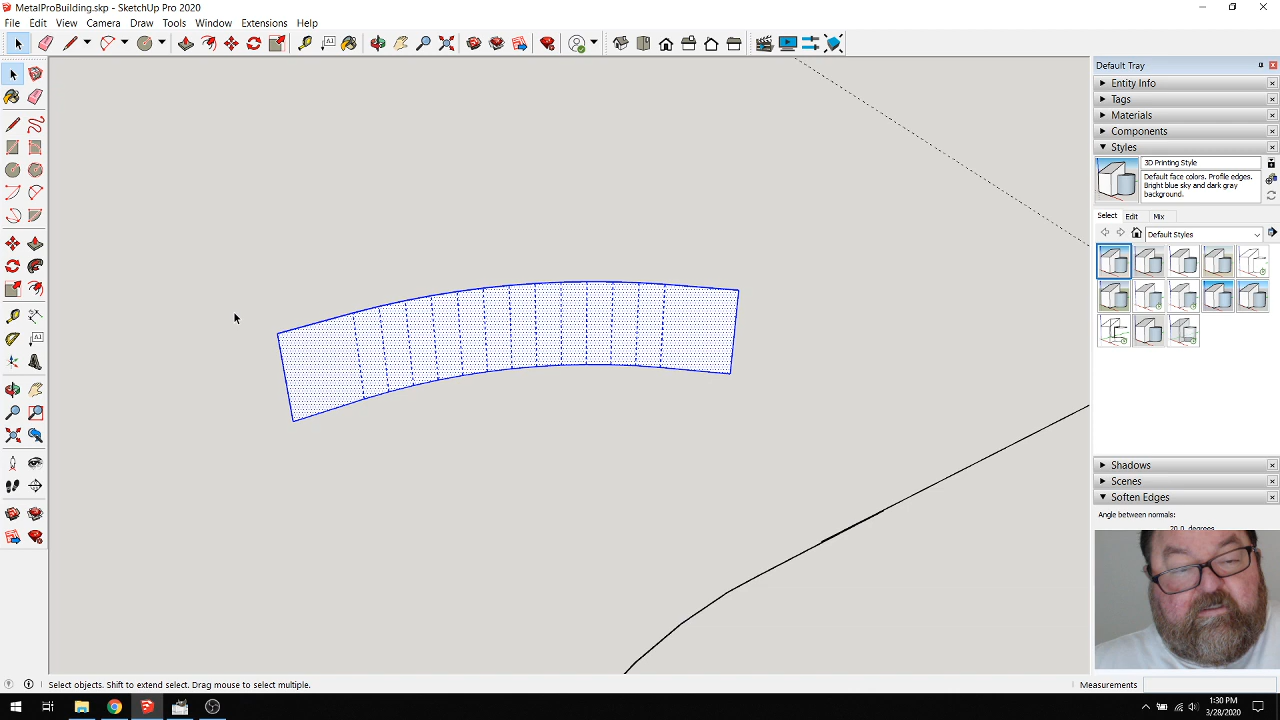 MetalProBuilding.skp - SketchUp Pro 2020
File Edit View Camera Draw Tools Window Extensions Help
Default Tray
Entity Info
Tags
Materials
Components
Styles
3D Printing Style
Default face colors. Profile edges.
Bright blue sky and dark gray
background.
Select Edit Mix
Default Styles
Shadows
Scenes
Soften Edges
Angle between normals:
20.0 degrees
Select objects. Shift to extend select. Drag mouse to select multiple.
Measurements
1:30 PM
3/28/2020